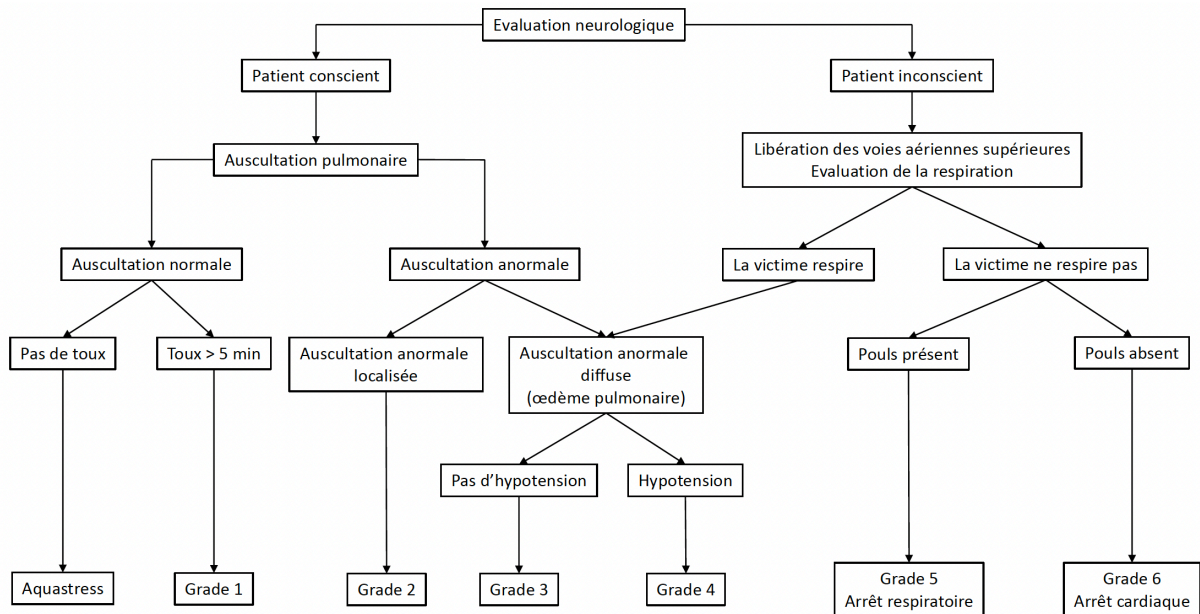 Evaluation neurologique
Patient conscient
Patient inconscient
Auscultation pulmonaire
Libération des voies aériennes supérieures
Evaluation de la respiration
Auscultation normale
Auscultation anormale
La victime respire
La victime ne respire pas
Pas de toux
Toux > 5 min
Auscultation anormale
localisée
Auscultation anormale
diffuse
(œdème pulmonaire)
Pouls présent
Pouls absent
Pas d’hypotension
Hypotension
Aquastress
Grade 1
Grade 2
Grade 3
Grade 4
Grade 5
Arrêt respiratoire
Grade 6
Arrêt cardiaque